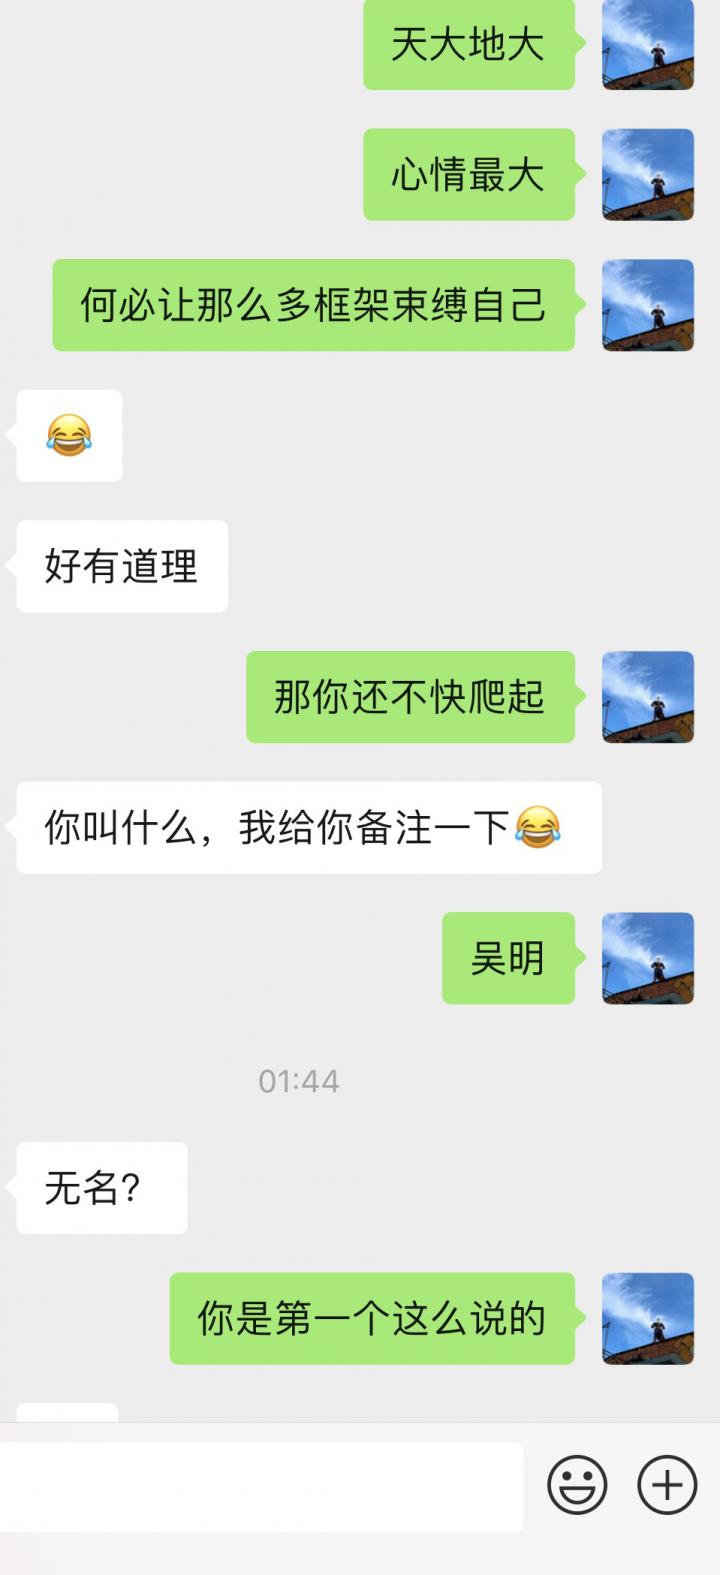 天大地大
心情最大
何必让那么多框架束缚自己
😂
好有道理
那你还不快爬起
你叫什么，我给你备注一下😂
吴明
01:44
无名?
你是第一个这么说的